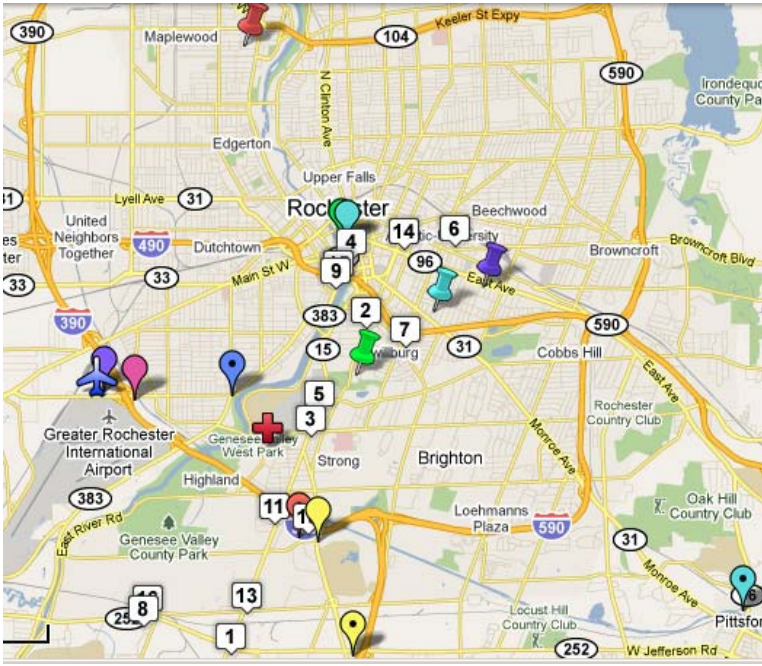 390
Maplewood
104
Keeler St Expy
590
Irondequ
County Pa
N Clinton Ave
Edgerton
Upper Falls
Lyell Ave
31
Rochester
United
Neighbors
Together
490
Dutchtown
4
14
6
Beechwood
Browncroft
Browncroft Blvd
33
Main St W
33
9
96
East Ave
390
383
2
7
590
15
31
Cobbs Hill
East Ave
5
3
Rochester
Country Club
Greater Rochester
International
Airport
Genesee Valley
West Park
Strong
Brighton
Monroe Ave
Highland
383
11
Loehmanns
Plaza
590
Oak Hill
Country Club
East River Rd
Genesee Valley
County Park
31
Monroe Ave
8
13
1
Locust Hill
Country Club
252
W Jefferson Rd